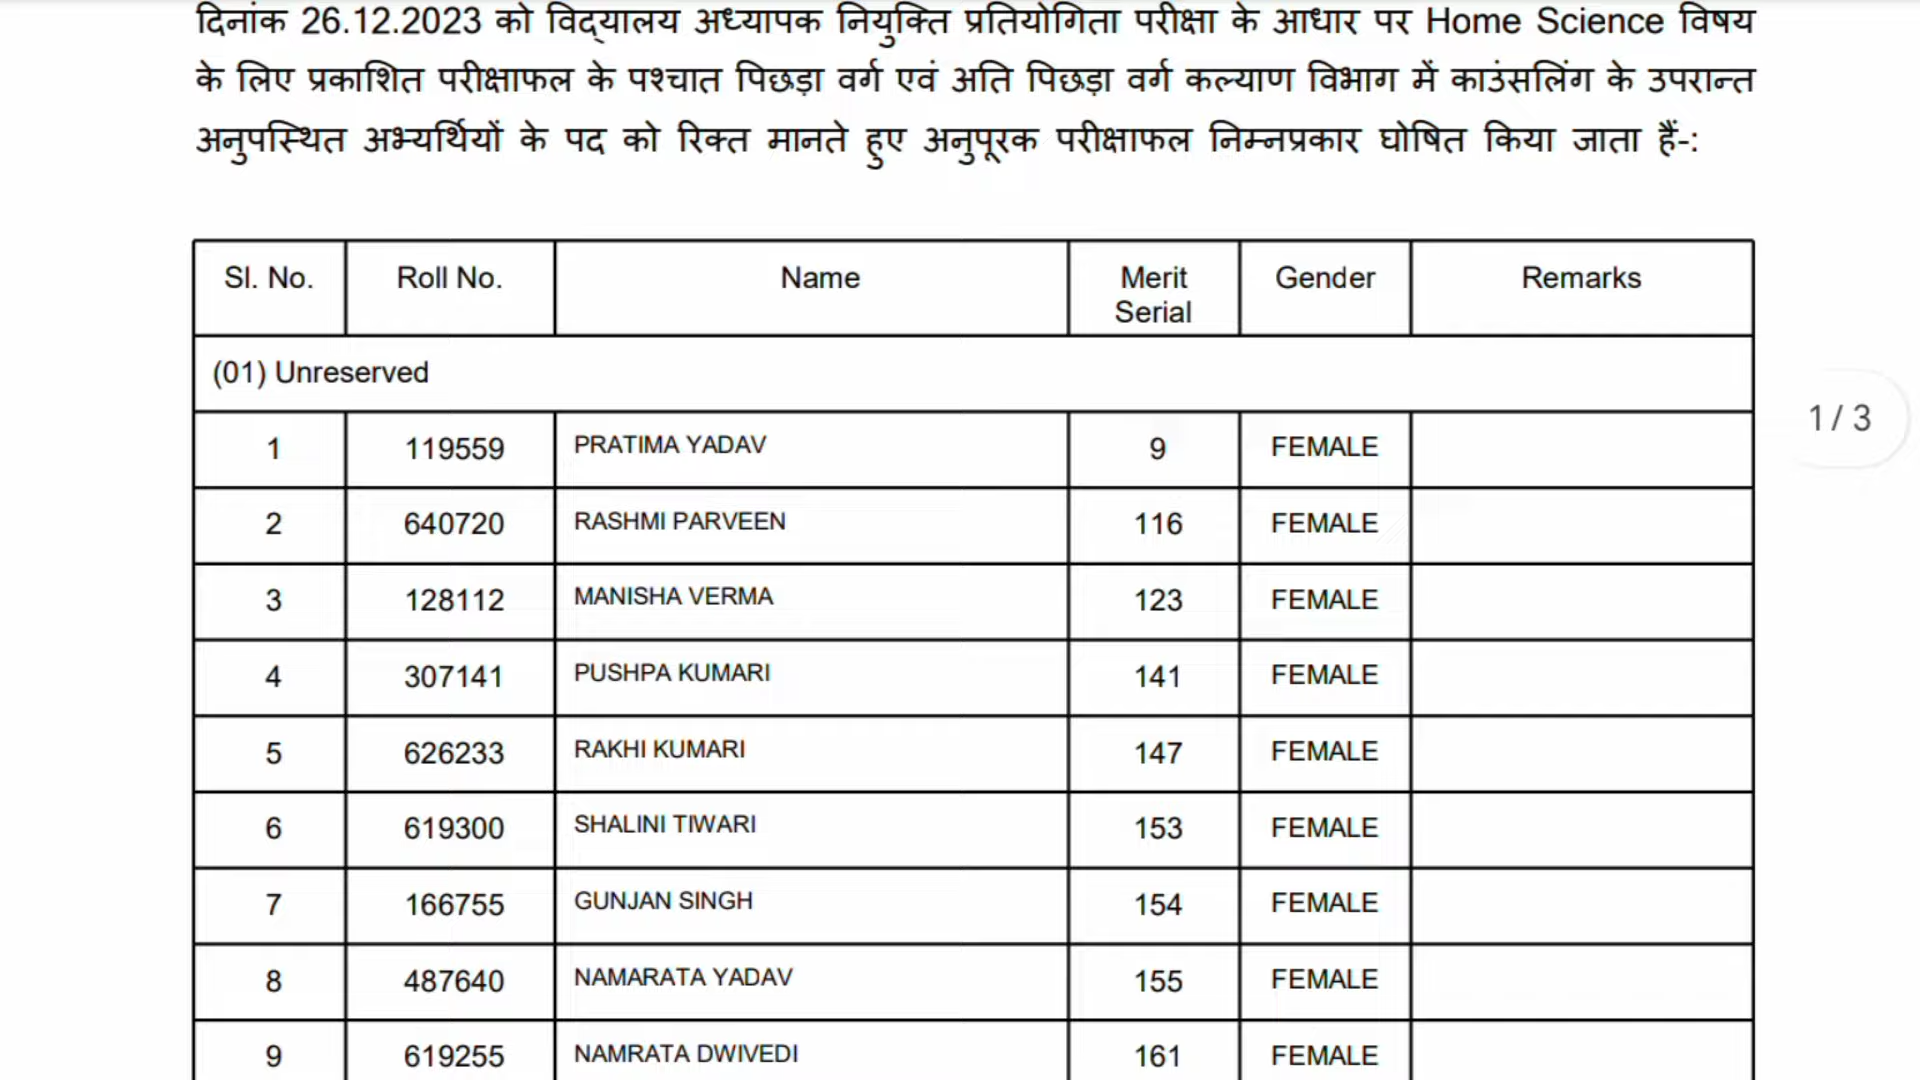 दिनांक 26.12.2023 को विद्‌यालय अध्यापक नियुक्ति प्रतियोगिता परीक्षा के आधार पर Home Science विषय
के लिए प्रकाशित परीक्षाफल के पश्चात पिछड़ा वर्ग एवं अति पिछड़ा वर्ग कल्याण विभाग में काउंसलिंग के उपरान्त
अनुपस्थित अभ्यर्थियों के पद को रिक्त मानते हुए अनुपूरक परीक्षाफल निम्नप्रकार घोषित किया जाता हैं-:
Sl. No. Roll No. Name Merit Serial Gender Remarks
(01) Unreserved
1 119559 PRATIMA YADAV 9 FEMALE
1 / 3
2 640720 RASHMI PARVEEN 116 FEMALE
3 128112 MANISHA VERMA 123 FEMALE
4 307141 PUSHPA KUMARI 141 FEMALE
5 626233 RAKHI KUMARI 147 FEMALE
6 619300 SHALINI TIWARI 153 FEMALE
7 166755 GUNJAN SINGH 154 FEMALE
8 487640 NAMARATA YADAV 155 FEMALE
9 619255 NAMRATA DWIVEDI 161 FEMALE